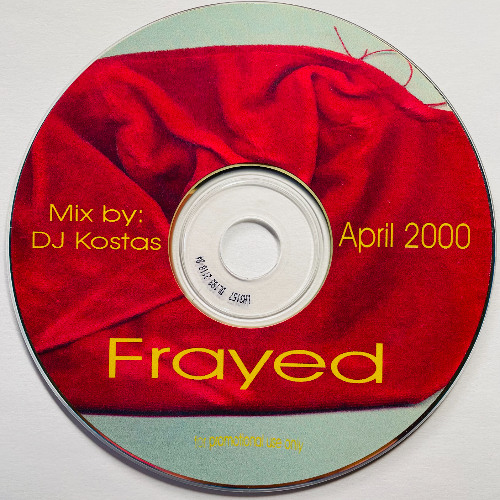 Mix by:
DJ Kostas
April 2000
Frayed